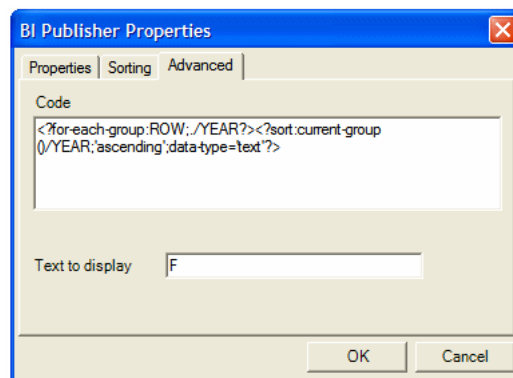 BI Publisher Properties
Properties Sorting Advanced
Code
<?for-each-group:ROW;./YEAR?><?sort:current-group
()/YEAR;'ascending';data-type='text'?>
Text to display F
OK Cancel